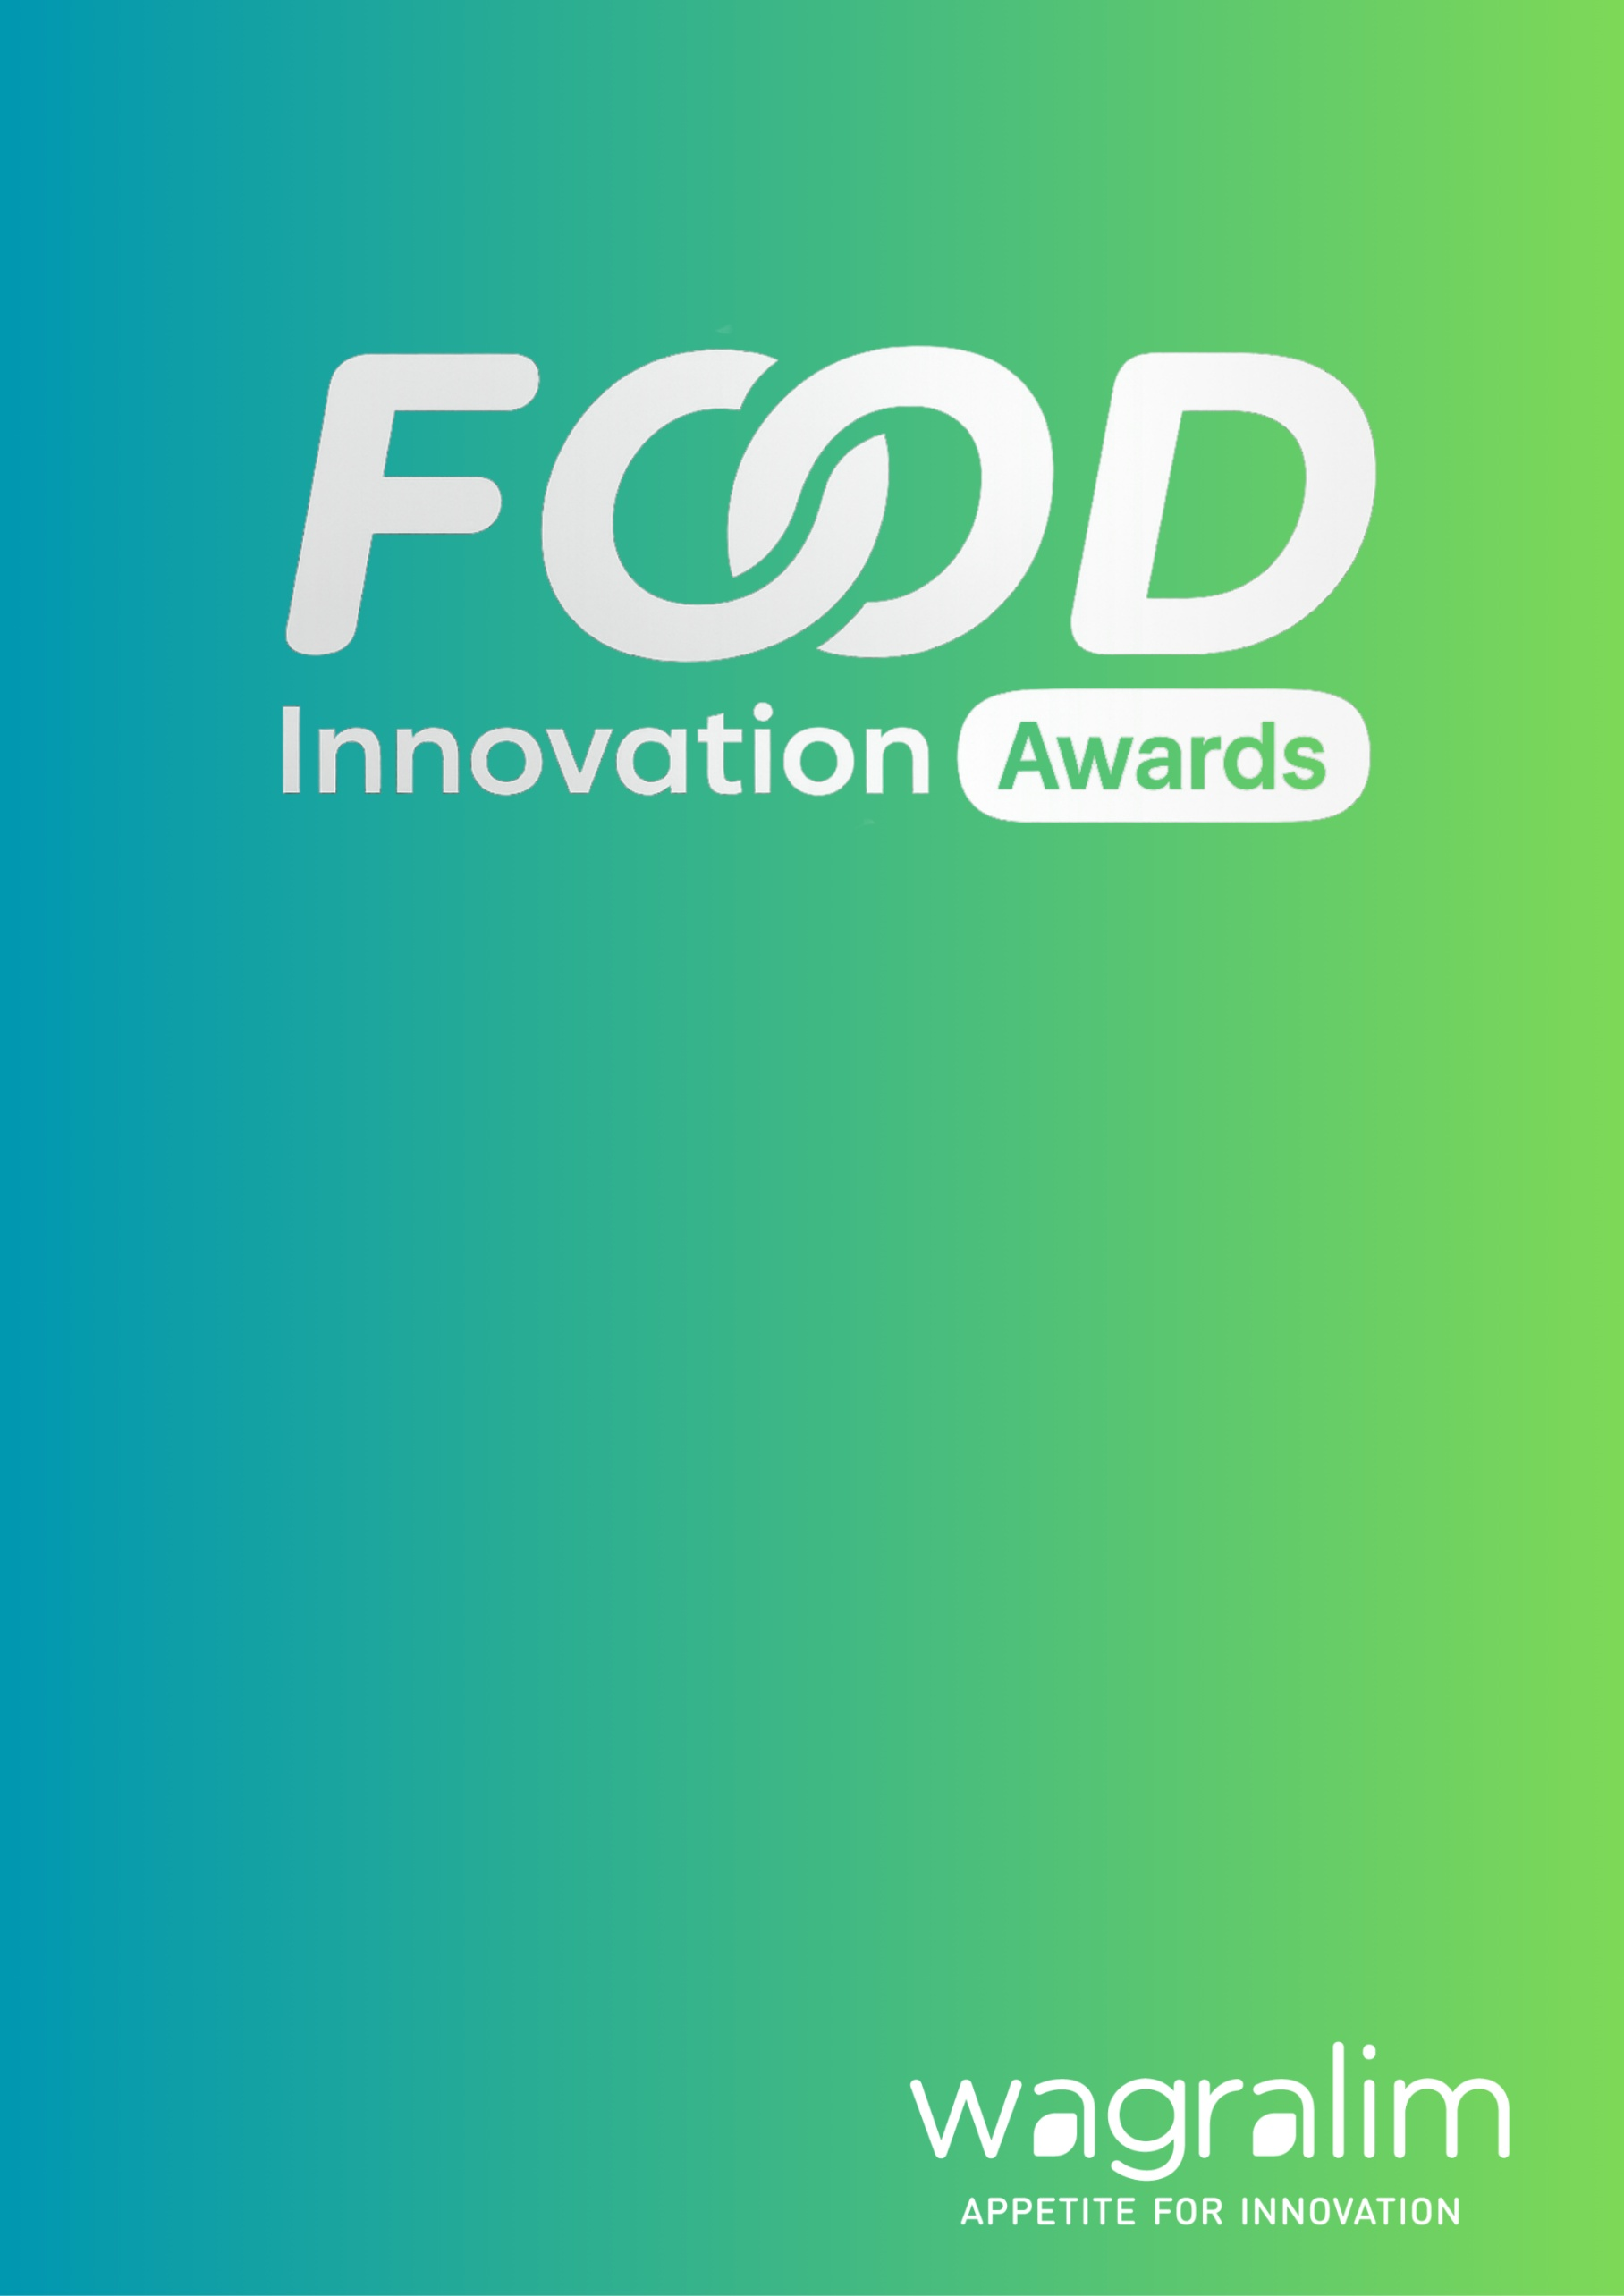 FOOD
Innovation Awards
wagralim
APPETITE FOR INNOVATION